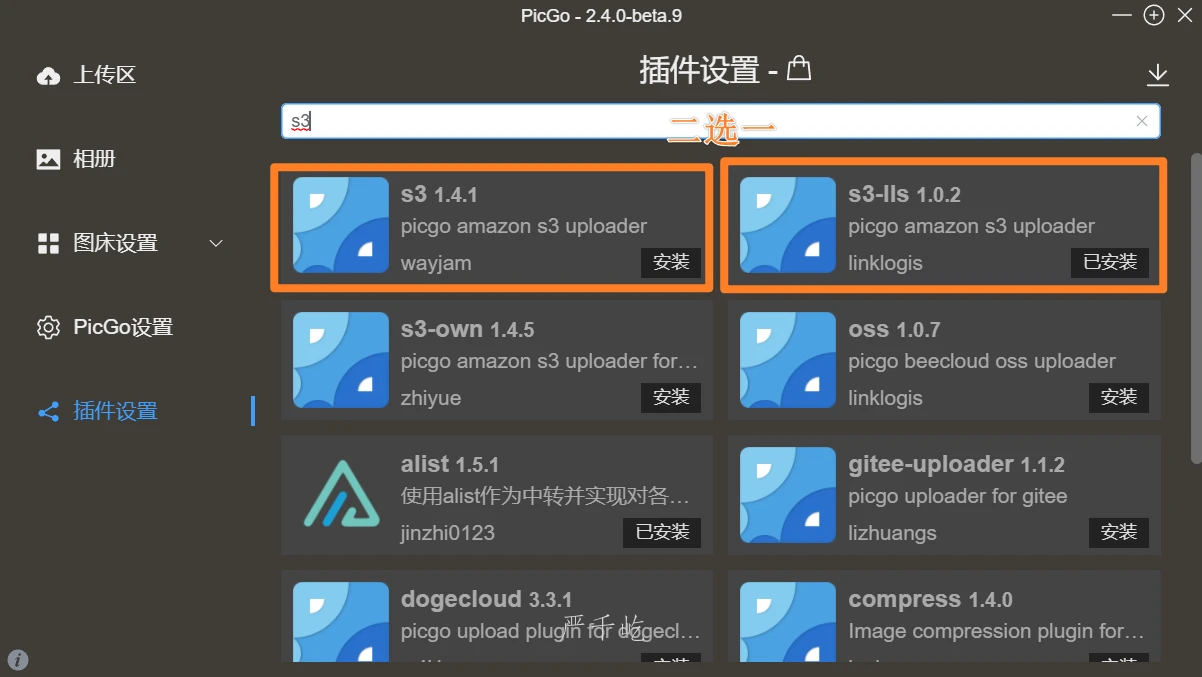 PicGo - 2.4.0-beta.9
上传区
相册
图床设置
PicGo设置
插件设置
插件设置 -
s3
二选一
s3 1.4.1
picgo amazon s3 uploader
wayjam
安装
s3-lls 1.0.2
picgo amazon s3 uploader
linklogis
已安装
s3-own 1.4.5
picgo amazon s3 uploader for…
zhiyue
安装
oss 1.0.7
picgo beecloud oss uploader
linklogis
安装
alist 1.5.1
使用alist作为中转并实现对各…
jinzhi0123
已安装
gitee-uploader 1.1.2
picgo uploader for gitee
lizhuangs
安装
dogecloud 3.3.1
picgo upload plugin for dogecl…
严千屹
compress 1.4.0
Image compression plugin for…